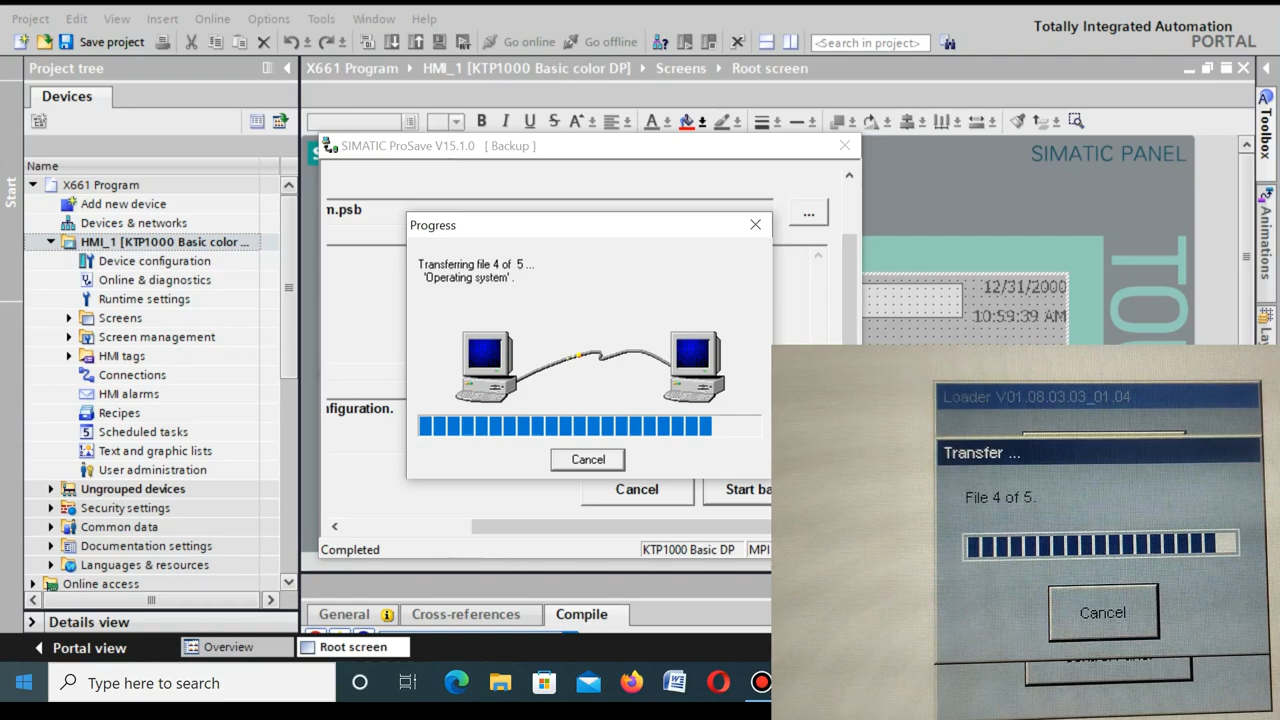 Project Edit View Insert Online Options Tools Window Help
Totally Integrated Automation
PORTAL
Save project
Go online
Go offline
<Search in project>
Project tree
X661 Program HMI_1 [KTP1000 Basic color DP] Screens Root screen
Devices
Name
X661 Program
Add new device
Devices & networks
HMI_1 [KTP1000 Basic color ...
Device configuration
Online & diagnostics
Runtime settings
Screens
Screen management
HMI tags
Connections
HMI alarms
Recipes
Scheduled tasks
Text and graphic lists
User administration
Ungrouped devices
Security settings
Common data
Documentation settings
Languages & resources
Online access
Details view
Start
B I U S A A
SIMATIC ProSave V15.1.0 [ Backup ]
m.psb
...
Progress
Transferring file 4 of 5 ...
'Operating system' .
Cancel
figuration.
Cancel
Start ba
Completed
KTP1000 Basic DP
MPI
SIMATIC PANEL
TOU
12/31/2000
10:59:39 AM
Toolbox
Animations
Lay
General
Cross-references
Compile
Portal view
Overview
Root screen
Type here to search
Loader V01.08.03.03_01.04
Transfer ...
File 4 of 5.
Cancel